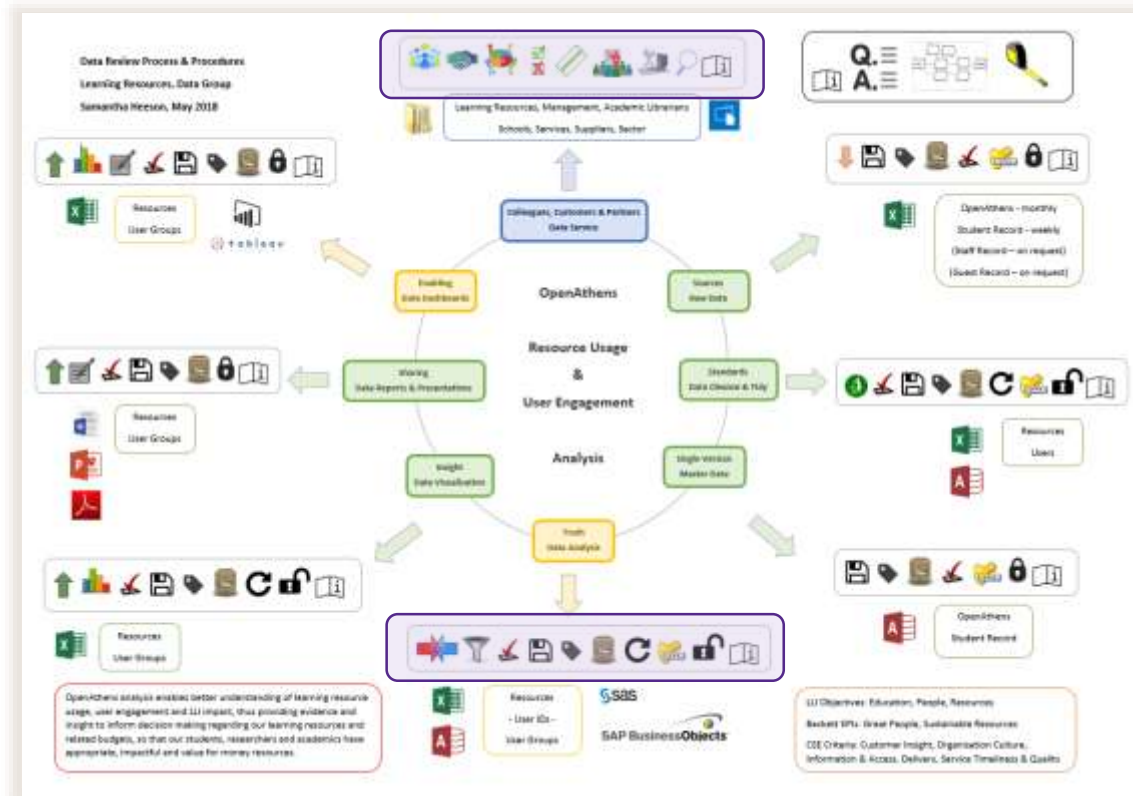 Data Review Process & Procedures
Learning Resources, Data Group
Samantha Heeson, May 2018
Learning Resources, Management, Academic Librarians
Schools, Services, Suppliers, Sector
Q.
A.
Resources
User Groups
tableau
Colleagues, Customers & Partners
Data Service
OpenAthens - monthly
Student Record - weekly
(Staff Record – on request)
(Guest Record – on request)
Enabling
Data Dashboards
OpenAthens
Resource Usage
&
User Engagement
Analysis
Sources
Raw Data
Sharing
Data Reports & Presentations
Standards
Data Cleanse & Tidy
Resources
User Groups
Resources
Users
Insight
Data Visualisation
Single Version
Master Data
Truth
Data Analysis
Resources
User Groups
OpenAthens
Student Record
Resources
- User IDs -
User Groups
sas
SAP BusinessObjects
OpenAthens analysis enables better understanding of learning resource
usage, user engagement and LLI impact, thus providing evidence and
insight to inform decision making regarding our learning resources and
related budgets, so that our students, researchers and academics have
appropriate, impactful and value for money resources.
LLI Objectives: Education, People, Resources
Beckett KPIs: Great People, Sustainable Resources
CSE Criteria: Customer Insight, Organisation Culture,
Information & Access, Delivery, Service Timeliness & Quality